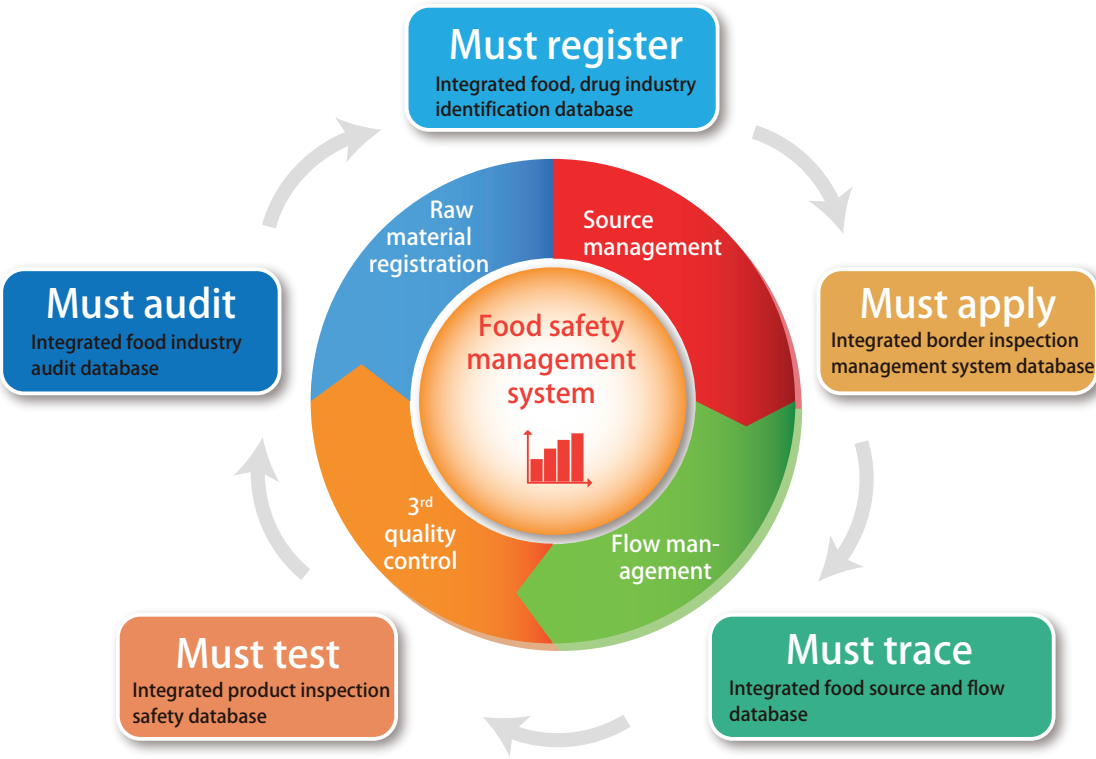 Must register
Integrated food, drug industry
identification database
Raw
material
registration
Source
management
Must audit
Integrated food industry
audit database
Food safety
management
system
Must apply
Integrated border inspection
management system database
3rd
quality
control
Flow man-
agement
Must test
Integrated product inspection
safety database
Must trace
Integrated food source and flow
database